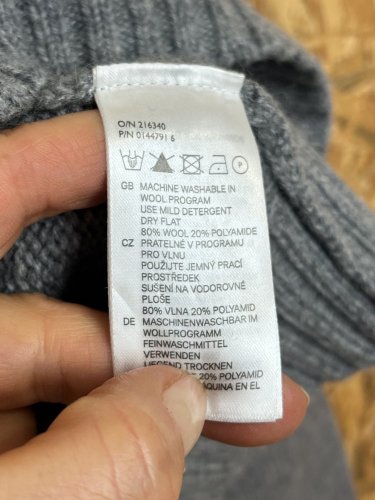 O/N 216340
P/N 0144791 6
GB MACHINE WASHABLE IN
WOOL PROGRAM
USE MILD DETERGENT
DRY FLAT
80% WOOL 20% POLYAMIDE
CZ PRATELNÉ V PROGRAMU
PRO VLNU
POUŽIJTE JEMNÝ PRACÍ
PROSTŘEDEK
SUŠENÍ NA VODOROVNÉ
PLOŠE
80% VLNA 20% POLYAMID
DE MASCHINENWASCHBAR IM
WOLLPROGRAMM
FEINWASCHMITTEL
VERWENDEN
LIEGEND TROCKNEN
20% POLYAMID
EN EL